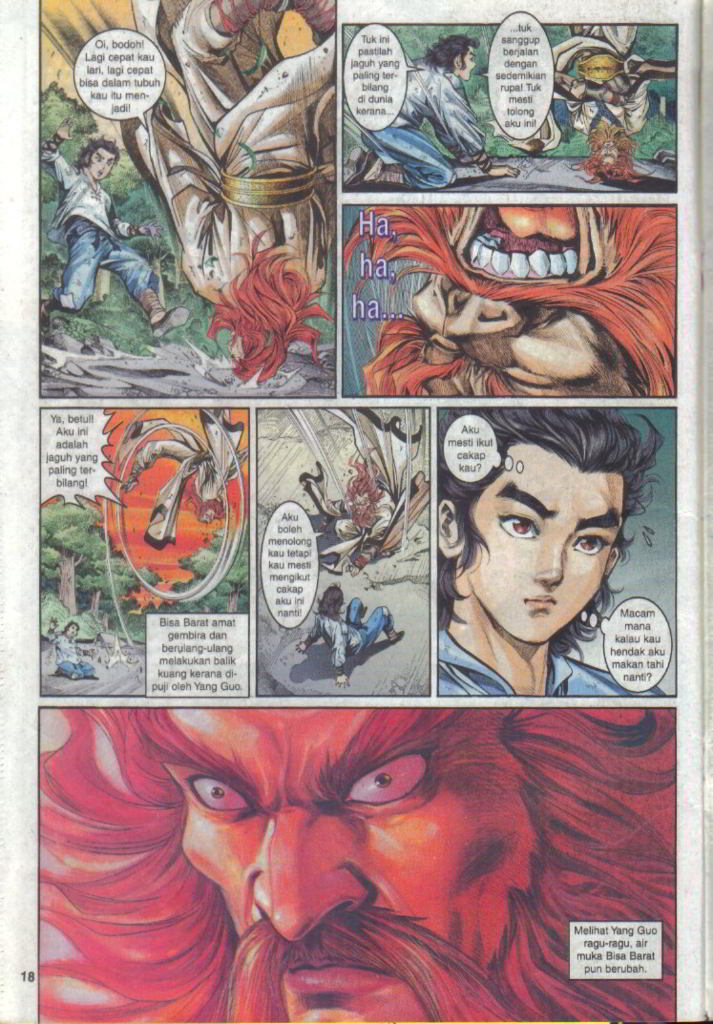 Oi, bodoh!
Lagi cepat kau
lari, lagi cepat
bisa dalam tubuh
kau itu men-
jadi!
Tuk ini
pastilah
jaguh yang
paling ter-
bilang
di dunia
kerana...
...tuk
sanggup
berjalan
dengan
sedemikian
rupa! Tuk
mesti
tolong
aku ini!
Ha,
ha,
ha...
Ya, betul!
Aku ini
adalah
jaguh yang
paling ter-
bilang!
Bisa Barat amat
gembira dan
berulang-ulang
melakukan balik
kuang kerana di-
puji oleh Yang Guo.
Aku
boleh
menolong
kau tetapi
kau mesti
mengikut
cakap
aku ini
nanti!
Aku
mesti ikut
cakap
kau?
Macam
mana
kalau kau
hendak aku
makan tahi
nanti?
Melihat Yang Guo
ragu-ragu, air
muka Bisa Barat
pun berubah.
18